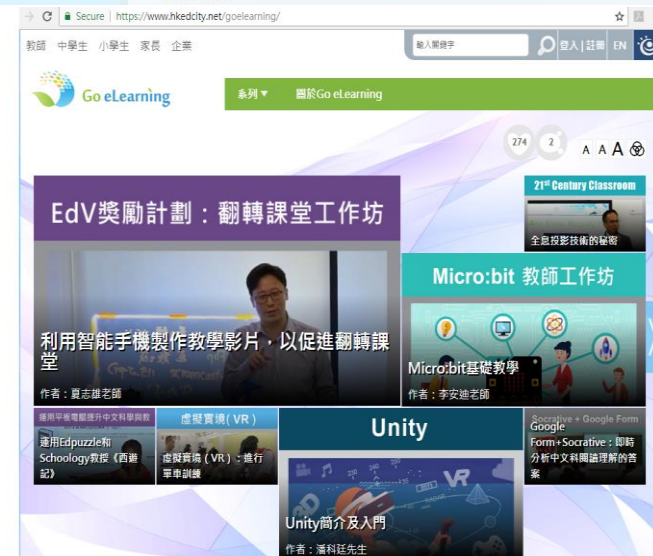 Secure | https://www.hkedcity.net/goelearning/
教師 中學生 小學生 家長 企業
輸入關鍵字
登入 | 註冊 EN
Go eLearning
系列▼ 關於Go eLearning
274 2 A A A
EdV獎勵計劃：翻轉課堂工作坊
利用智能手機製作教學影片，以促進翻轉課
堂
作者：夏志雄老師
21st Century Classroom
全息投影技術的秘密
Micro:bit 教師工作坊
Micro:bit基礎教學
作者：李安迪老師
運用平板電腦提升中文科學與教
運用Edpuzzle和
Schoology教授《西遊
記》
虛擬實境( VR )
虛擬實境（VR）：進行
單車訓練
Unity
VR
Unity簡介及入門
作者：潘科廷先生
Socrative + Google Form
Google
Form+Socrative：即時
分析中文科閱讀理解的答
案